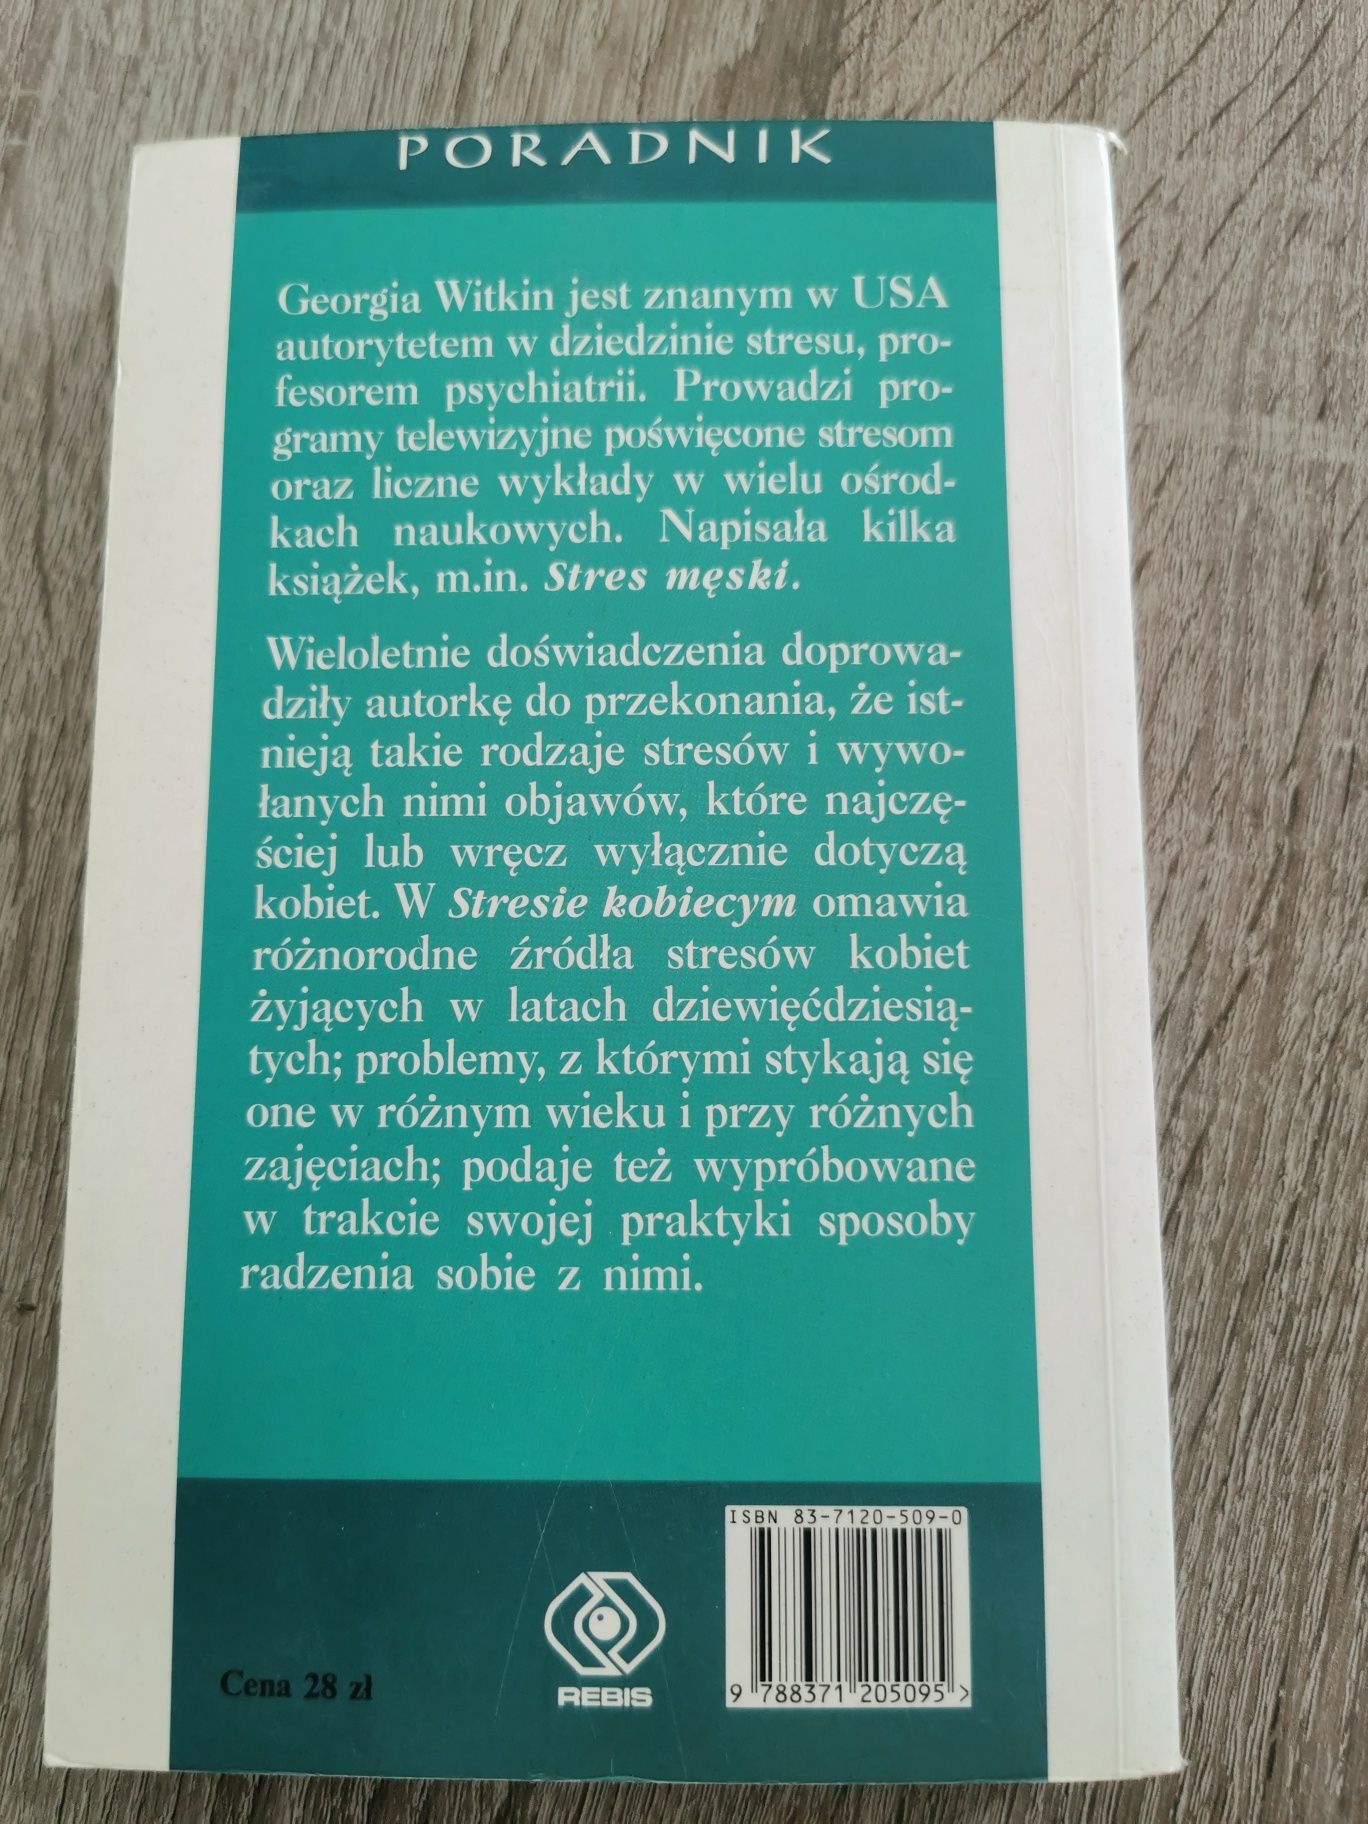 PORADNIK
Georgia Witkin jest znanym w USA
autorytetem w dziedzinie stresu, pro-
fesorem psychiatrii. Prowadzi pro-
gramy telewizyjne poświęcone stresom
oraz liczne wykłady w wielu ośrod-
kach naukowych. Napisała kilka
książek, m.in. Stres męski.
Wieloletnie doświadczenia doprowa-
dziły autorkę do przekonania, że ist-
nieją takie rodzaje stresów i wywo-
łanych nimi objawów, które najczę-
ściej lub wręcz wyłącznie dotyczą
kobiet. W Stresie kobiecym omawia
różnorodne źródła stresów kobiet
żyjących w latach dziewięćdziesią-
tych; problemy, z którymi stykają się
one w różnym wieku i przy różnych
zajęciach; podaje też wypróbowane
w trakcie swojej praktyki sposoby
radzenia sobie z nimi.
ISBN 83-7120-509-0
9 788371 205095 >
REBIS
Cena 28 zł